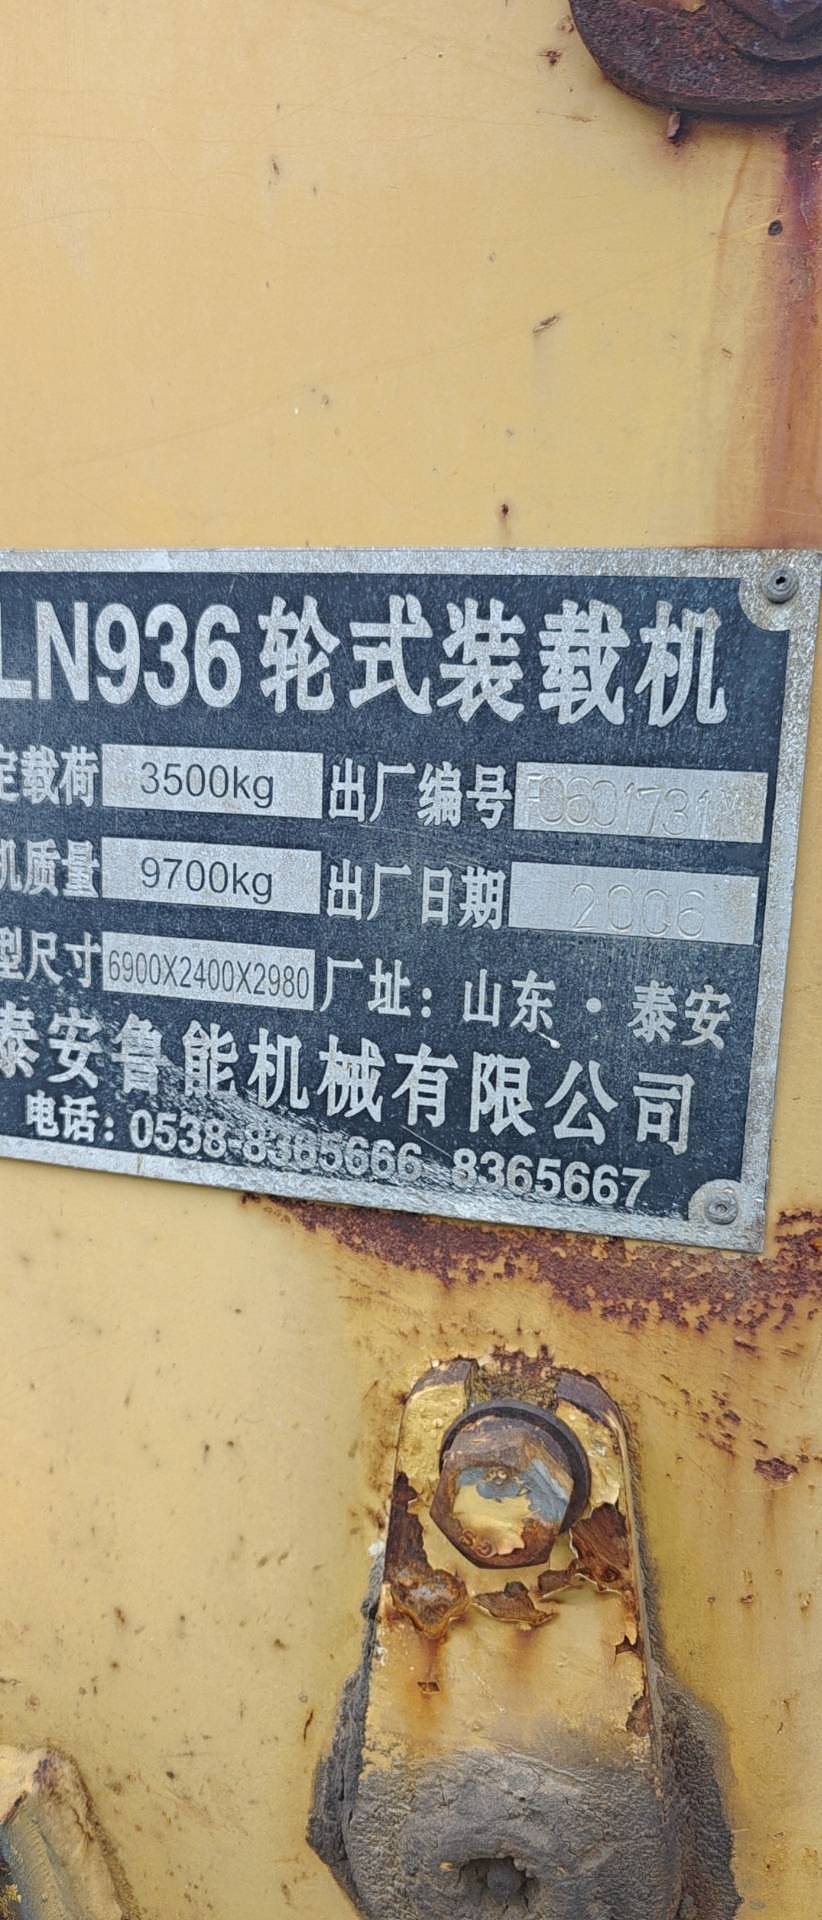 LN936轮式装载机
定载荷 3500kg 出厂编号 F0601731
机质量 9700kg 出厂日期 2006
型尺寸 6900X2400X2980 厂址：山东·泰安
泰安鲁能机械有限公司
电话：0538-8365666 8365667